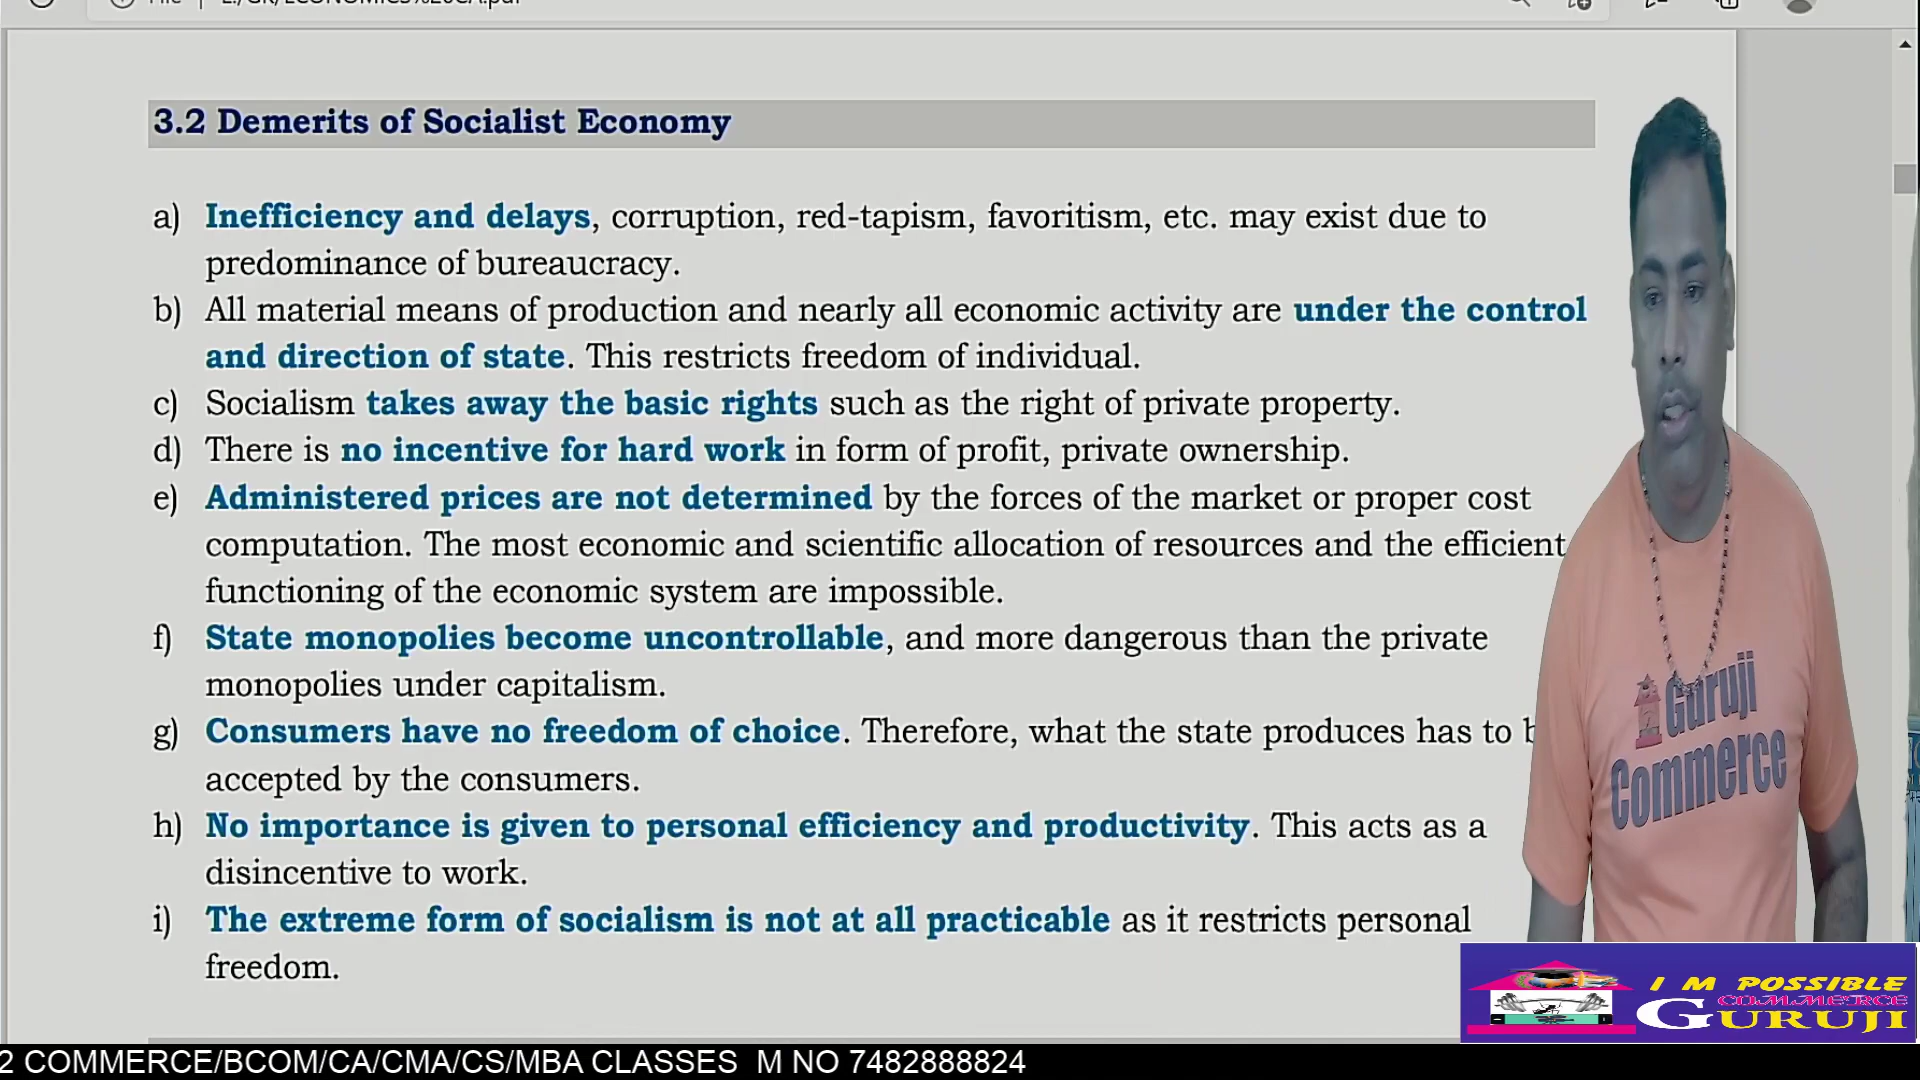 3.2 Demerits of Socialist Economy
a) Inefficiency and delays, corruption, red-tapism, favoritism, etc. may exist due to
predominance of bureaucracy.
b) All material means of production and nearly all economic activity are under the control
and direction of state. This restricts freedom of individual.
c) Socialism takes away the basic rights such as the right of private property.
d) There is no incentive for hard work in form of profit, private ownership.
e) Administered prices are not determined by the forces of the market or proper cost
computation. The most economic and scientific allocation of resources and the efficient
functioning of the economic system are impossible.
f) State monopolies become uncontrollable, and more dangerous than the private
monopolies under capitalism.
g) Consumers have no freedom of choice. Therefore, what the state produces has to b
accepted by the consumers.
h) No importance is given to personal efficiency and productivity. This acts as a
disincentive to work.
i) The extreme form of socialism is not at all practicable as it restricts personal
freedom.
Guruji
Commerce
I M POSSIBLE
COMMERCE
GURUJI
2 COMMERCE/BCOM/CA/CMA/CS/MBA CLASSES M NO 7482888824